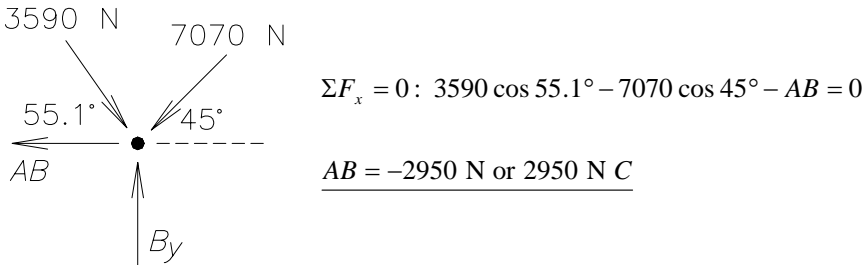 3590 N
7070 N
55.1°
45°
AB
B_y
ΣF_x = 0: 3590 cos 55.1° − 7070 cos 45° − AB = 0
AB = −2950 N or 2950 N C